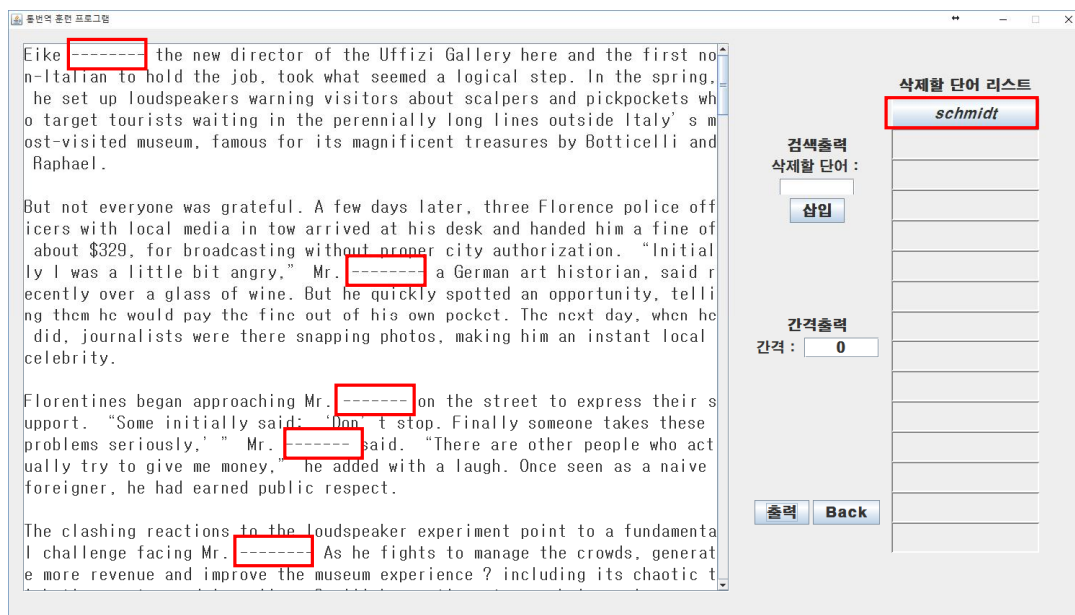 통번역 훈련 프로그램
Eike -------- the new director of the Uffizi Gallery here and the first no
n-Italian to hold the job, took what seemed a logical step. In the spring,
he set up loudspeakers warning visitors about scalpers and pickpockets wh
o target tourists waiting in the perennially long lines outside Italy's m
ost-visited museum, famous for its magnificent treasures by Botticelli and
Raphael.
But not everyone was grateful. A few days later, three Florence police off
icers with local media in tow arrived at his desk and handed him a fine of
about $329, for broadcasting without proper city authorization. “Initial
ly I was a little bit angry,” Mr. -------- a German art historian, said r
ecently over a glass of wine. But he quickly spotted an opportunity, telli
ng them he would pay the fine out of his own pocket. The next day, when he
did, journalists were there snapping photos, making him an instant local
celebrity.
Florentines began approaching Mr. ------- on the street to express their s
upport. “Some initially said: ‘Don’t stop. Finally someone takes these
problems seriously,’ ” Mr. ------- said. “There are other people who act
ually try to give me money,” he added with a laugh. Once seen as a naive
foreigner, he had earned public respect.
The clashing reactions to the loudspeaker experiment point to a fundamenta
l challenge facing Mr. -------- As he fights to manage the crowds, generat
e more revenue and improve the museum experience ? including its chaotic t
검색출력
삭제할 단어 :
삽입
간격출력
간격 : 0
출력 Back
삭제할 단어 리스트
schmidt